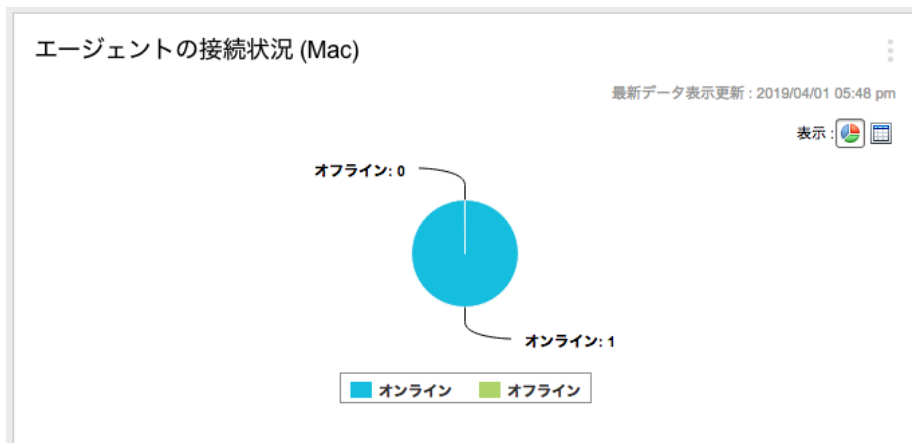 エージェントの接続状況 (Mac)
最新データ表示更新 : 2019/04/01 05:48 pm
表示 :
オフライン: 0
オンライン: 1
オンライン オフライン